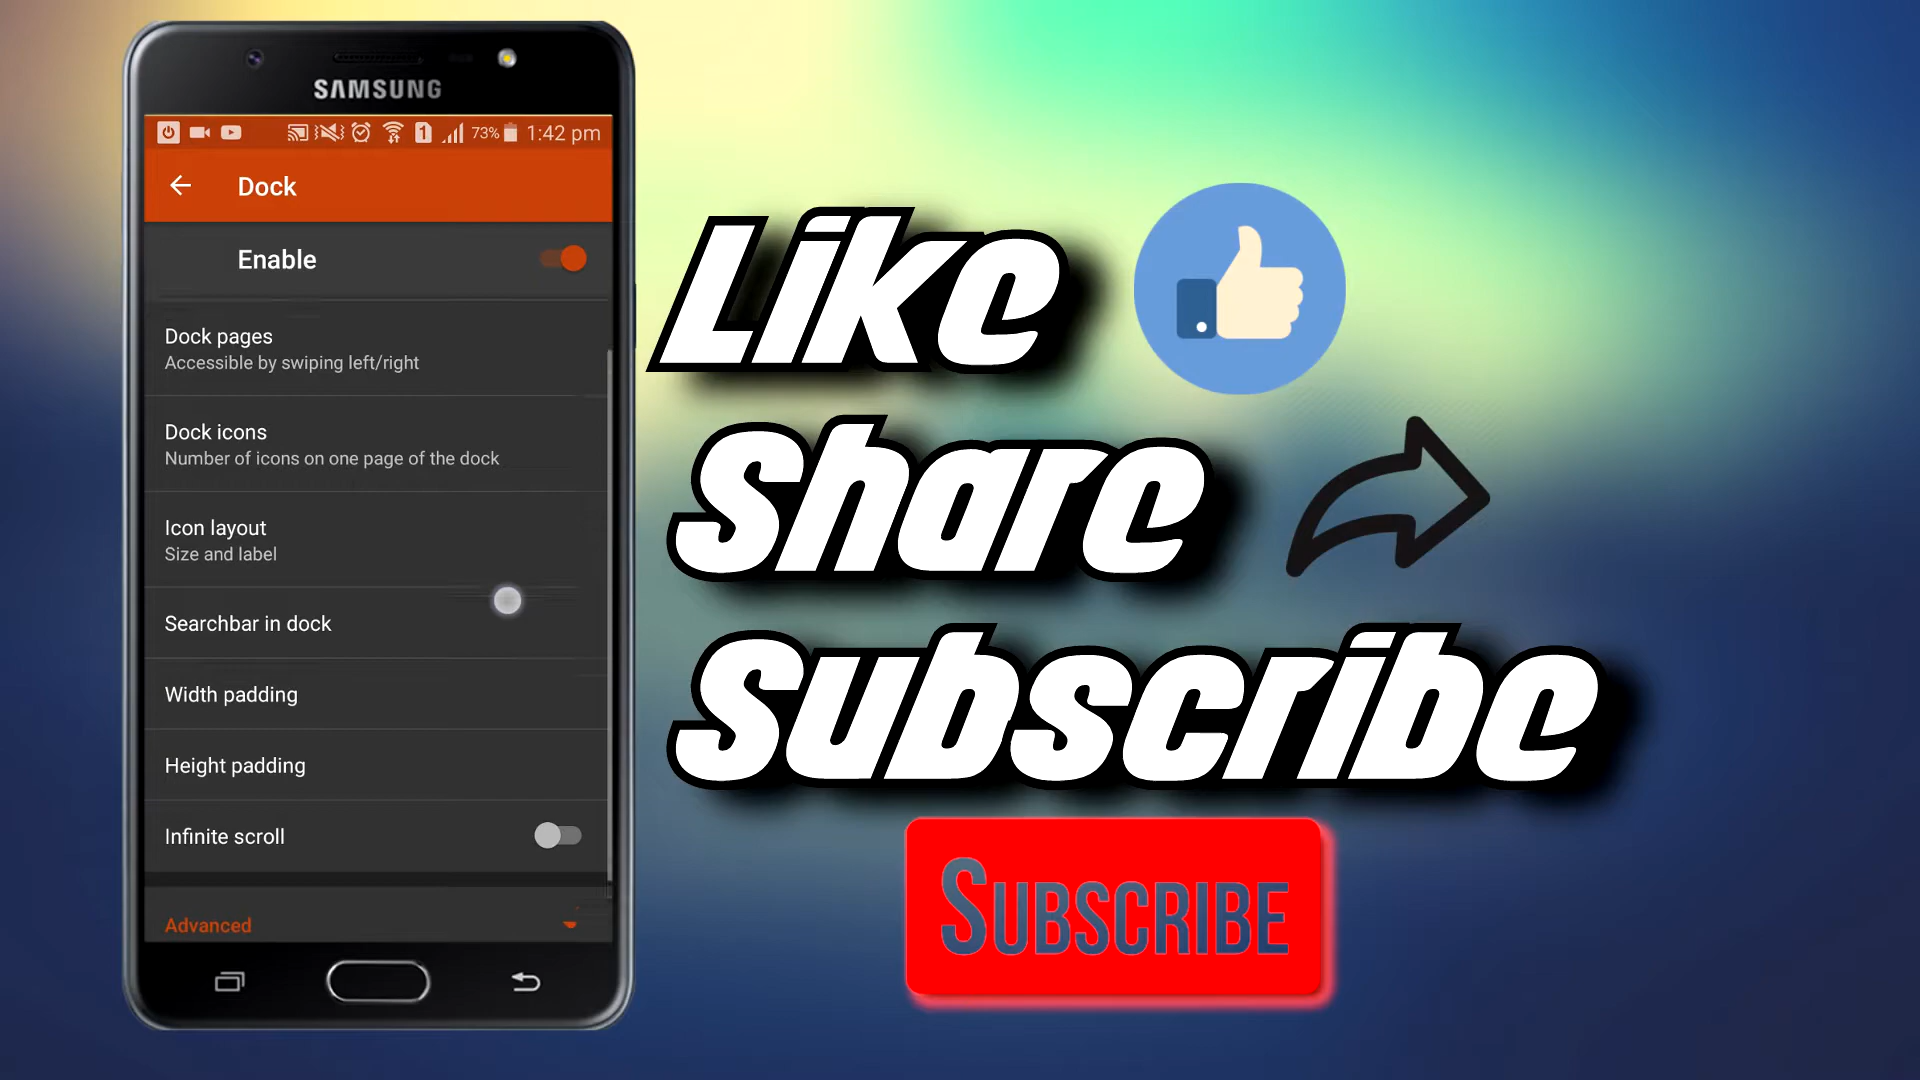 SAMSUNG
1 73% 1:42 pm
Dock
Enable
Dock pages
Accessible by swiping left/right
Dock icons
Number of icons on one page of the dock
Icon layout
Size and label
Searchbar in dock
Width padding
Height padding
Infinite scroll
Advanced
Like
Share
Subscribe
SUBSCRIBE